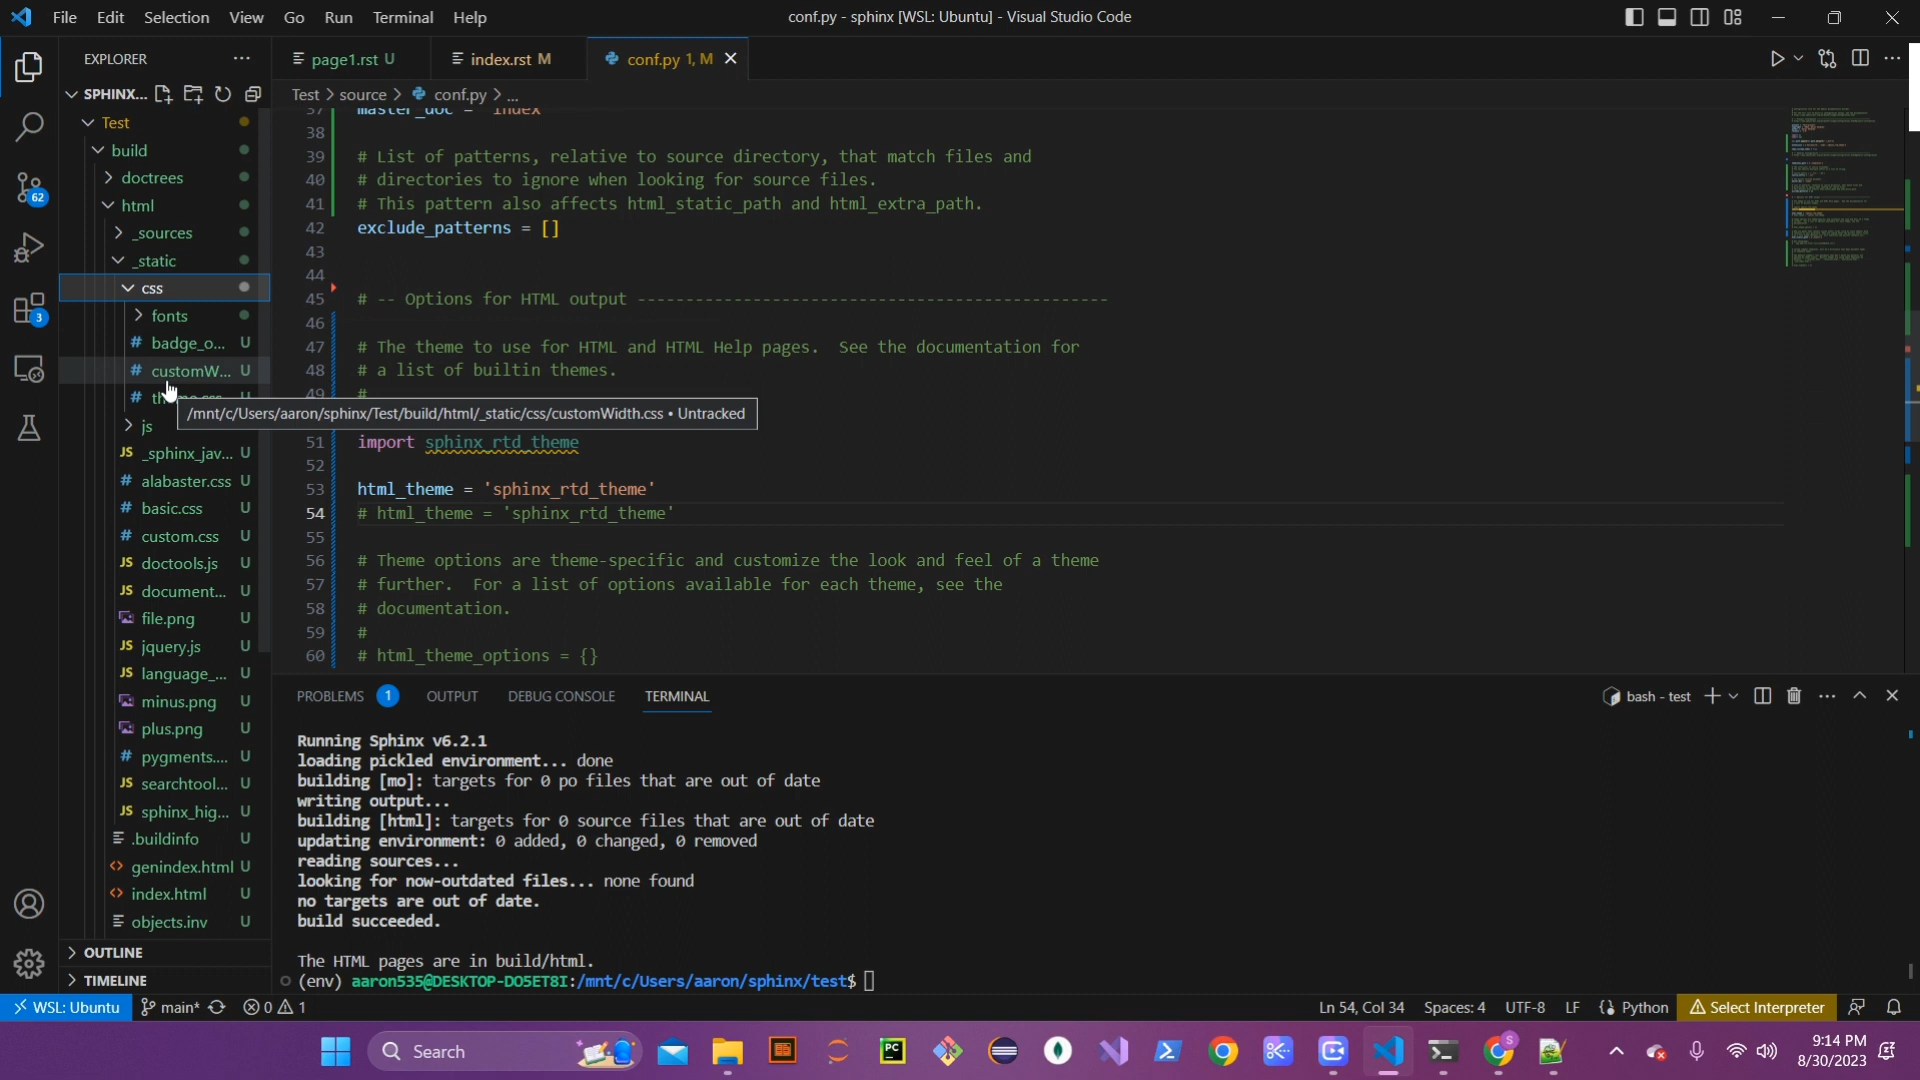 File Edit Selection View Go Run Terminal Help
conf.py - sphinx [WSL: Ubuntu] - Visual Studio Code
EXPLORER
page1.rst U
index.rst M
conf.py 1, M
SPHINX...
Test > source > conf.py > ...
Test
build
doctrees
html
_sources
_static
css
fonts
badge_o... U
customW... U
/mnt/c/Users/aaron/sphinx/Test/build/html/_static/css/customWidth.css • Untracked
js
_sphinx_jav... U
alabaster.css U
basic.css U
custom.css U
doctools.js U
document... U
file.png U
jquery.js U
language_... U
minus.png U
plus.png U
pygments.... U
searchtool... U
sphinx_hig... U
.buildinfo U
genindex.html U
index.html U
objects.inv U
OUTLINE
TIMELINE
37 master_doc = 'index'
38
39 # List of patterns, relative to source directory, that match files and
40 # directories to ignore when looking for source files.
41 # This pattern also affects html_static_path and html_extra_path.
42 exclude_patterns = []
43
44
45 # -- Options for HTML output -------------------------------------------------
46
47 # The theme to use for HTML and HTML Help pages.  See the documentation for
48 # a list of builtin themes.
49 #
51 import sphinx_rtd_theme
52
53 html_theme = 'sphinx_rtd_theme'
54 # html_theme = 'sphinx_rtd_theme'
55
56 # Theme options are theme-specific and customize the look and feel of a theme
57 # further.  For a list of options available for each theme, see the
58 # documentation.
59 #
60 # html_theme_options = {}
62
3
PROBLEMS 1 OUTPUT DEBUG CONSOLE TERMINAL
bash - test
Running Sphinx v6.2.1
loading pickled environment... done
building [mo]: targets for 0 po files that are out of date
writing output...
building [html]: targets for 0 source files that are out of date
updating environment: 0 added, 0 changed, 0 removed
reading sources...
looking for now-outdated files... none found
no targets are out of date.
build succeeded.
The HTML pages are in build/html.
(env) aaron535@DESKTOP-DO5ET8I:/mnt/c/Users/aaron/sphinx/test$
WSL: Ubuntu main* 0 1
Ln 54, Col 34 Spaces: 4 UTF-8 LF Python Select Interpreter
Search
PC
S
9:14 PM
8/30/2023